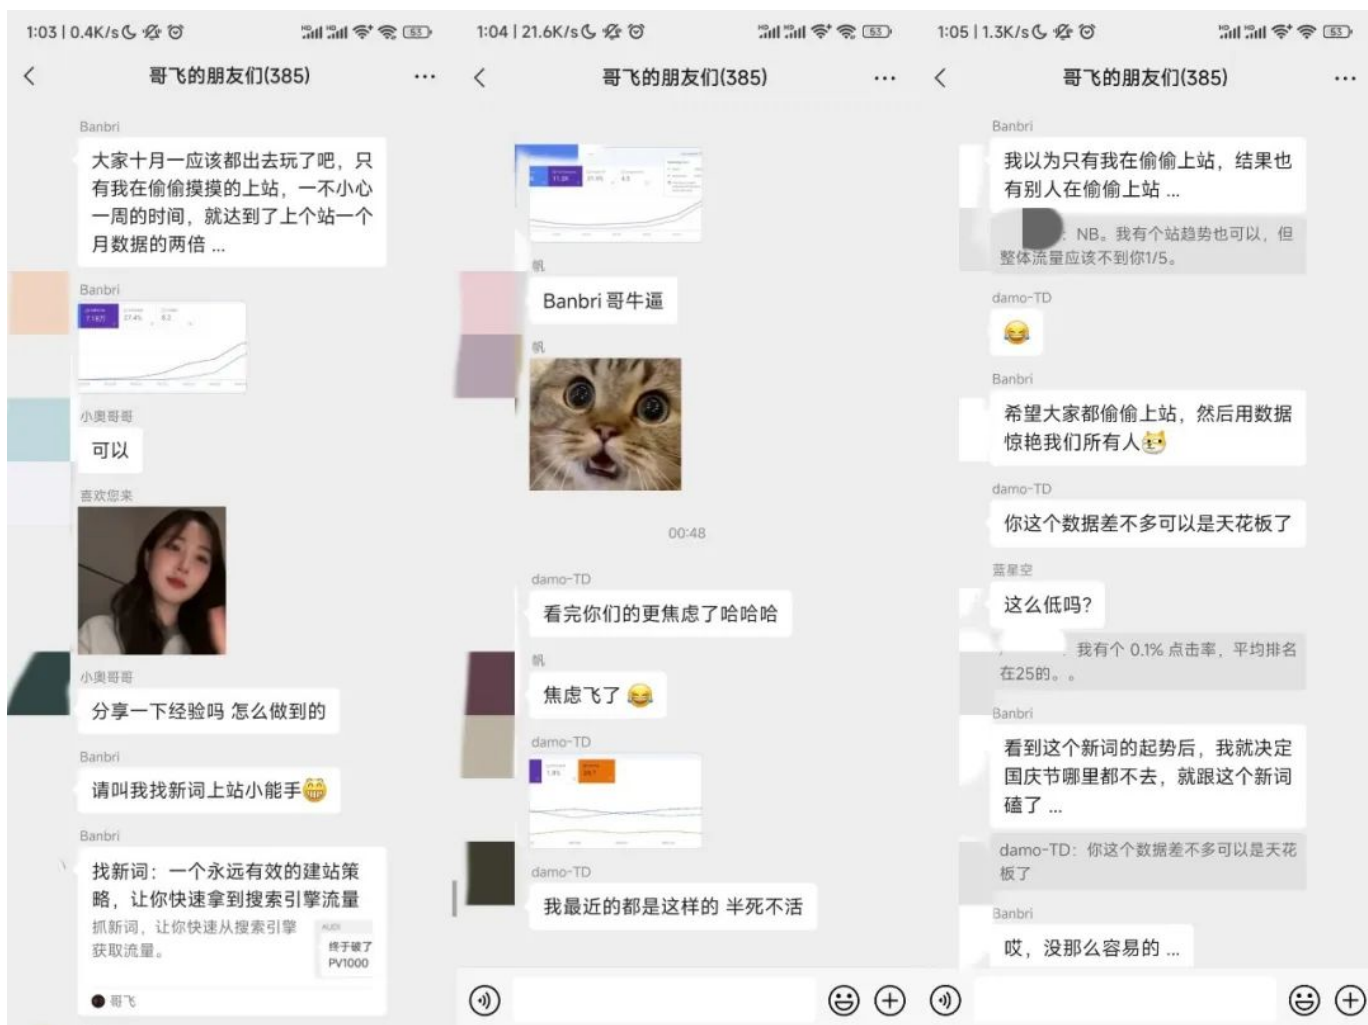 1:03 | 0.4K/s
53
哥飞的朋友们(385)
Banbri
大家十月一应该都出去玩了吧，只
有我在偷偷摸摸的上站，一不小心
一周的时间，就达到了上个站一个
月数据的两倍 ...
Banbri
小奥哥哥
可以
喜欢您来
小奥哥哥
分享一下经验吗 怎么做到的
Banbri
请叫我找新词上站小能手😁
Banbri
找新词：一个永远有效的建站策
略，让你快速拿到搜索引擎流量
抓新词，让你快速从搜索引擎
获取流量。
终于破了
PV1000
哥飞
1:04 | 21.6K/s
53
哥飞的朋友们(385)
帆
Banbri 哥牛逼
帆
00:48
damo-TD
看完你们的更焦虑了哈哈哈
帆
焦虑飞了😂
damo-TD
damo-TD
我最近的都是这样的 半死不活
1:05 | 1.3K/s
53
哥飞的朋友们(385)
Banbri
我以为只有我在偷偷上站，结果也
有别人在偷偷上站 ...
：NB。我有个站趋势也可以，但
整体流量应该不到你1/5。
damo-TD
😂
Banbri
希望大家都偷偷上站，然后用数据
惊艳我们所有人
damo-TD
你这个数据差不多可以是天花板了
蓝星空
这么低吗？
：我有个 0.1% 点击率，平均排名
在25的。。
Banbri
看到这个新词的起势后，我就决定
国庆节哪里都不去，就跟这个新词
磕了 ...
damo-TD：你这个数据差不多可以是天花
板了
Banbri
哎，没那么容易的 ...